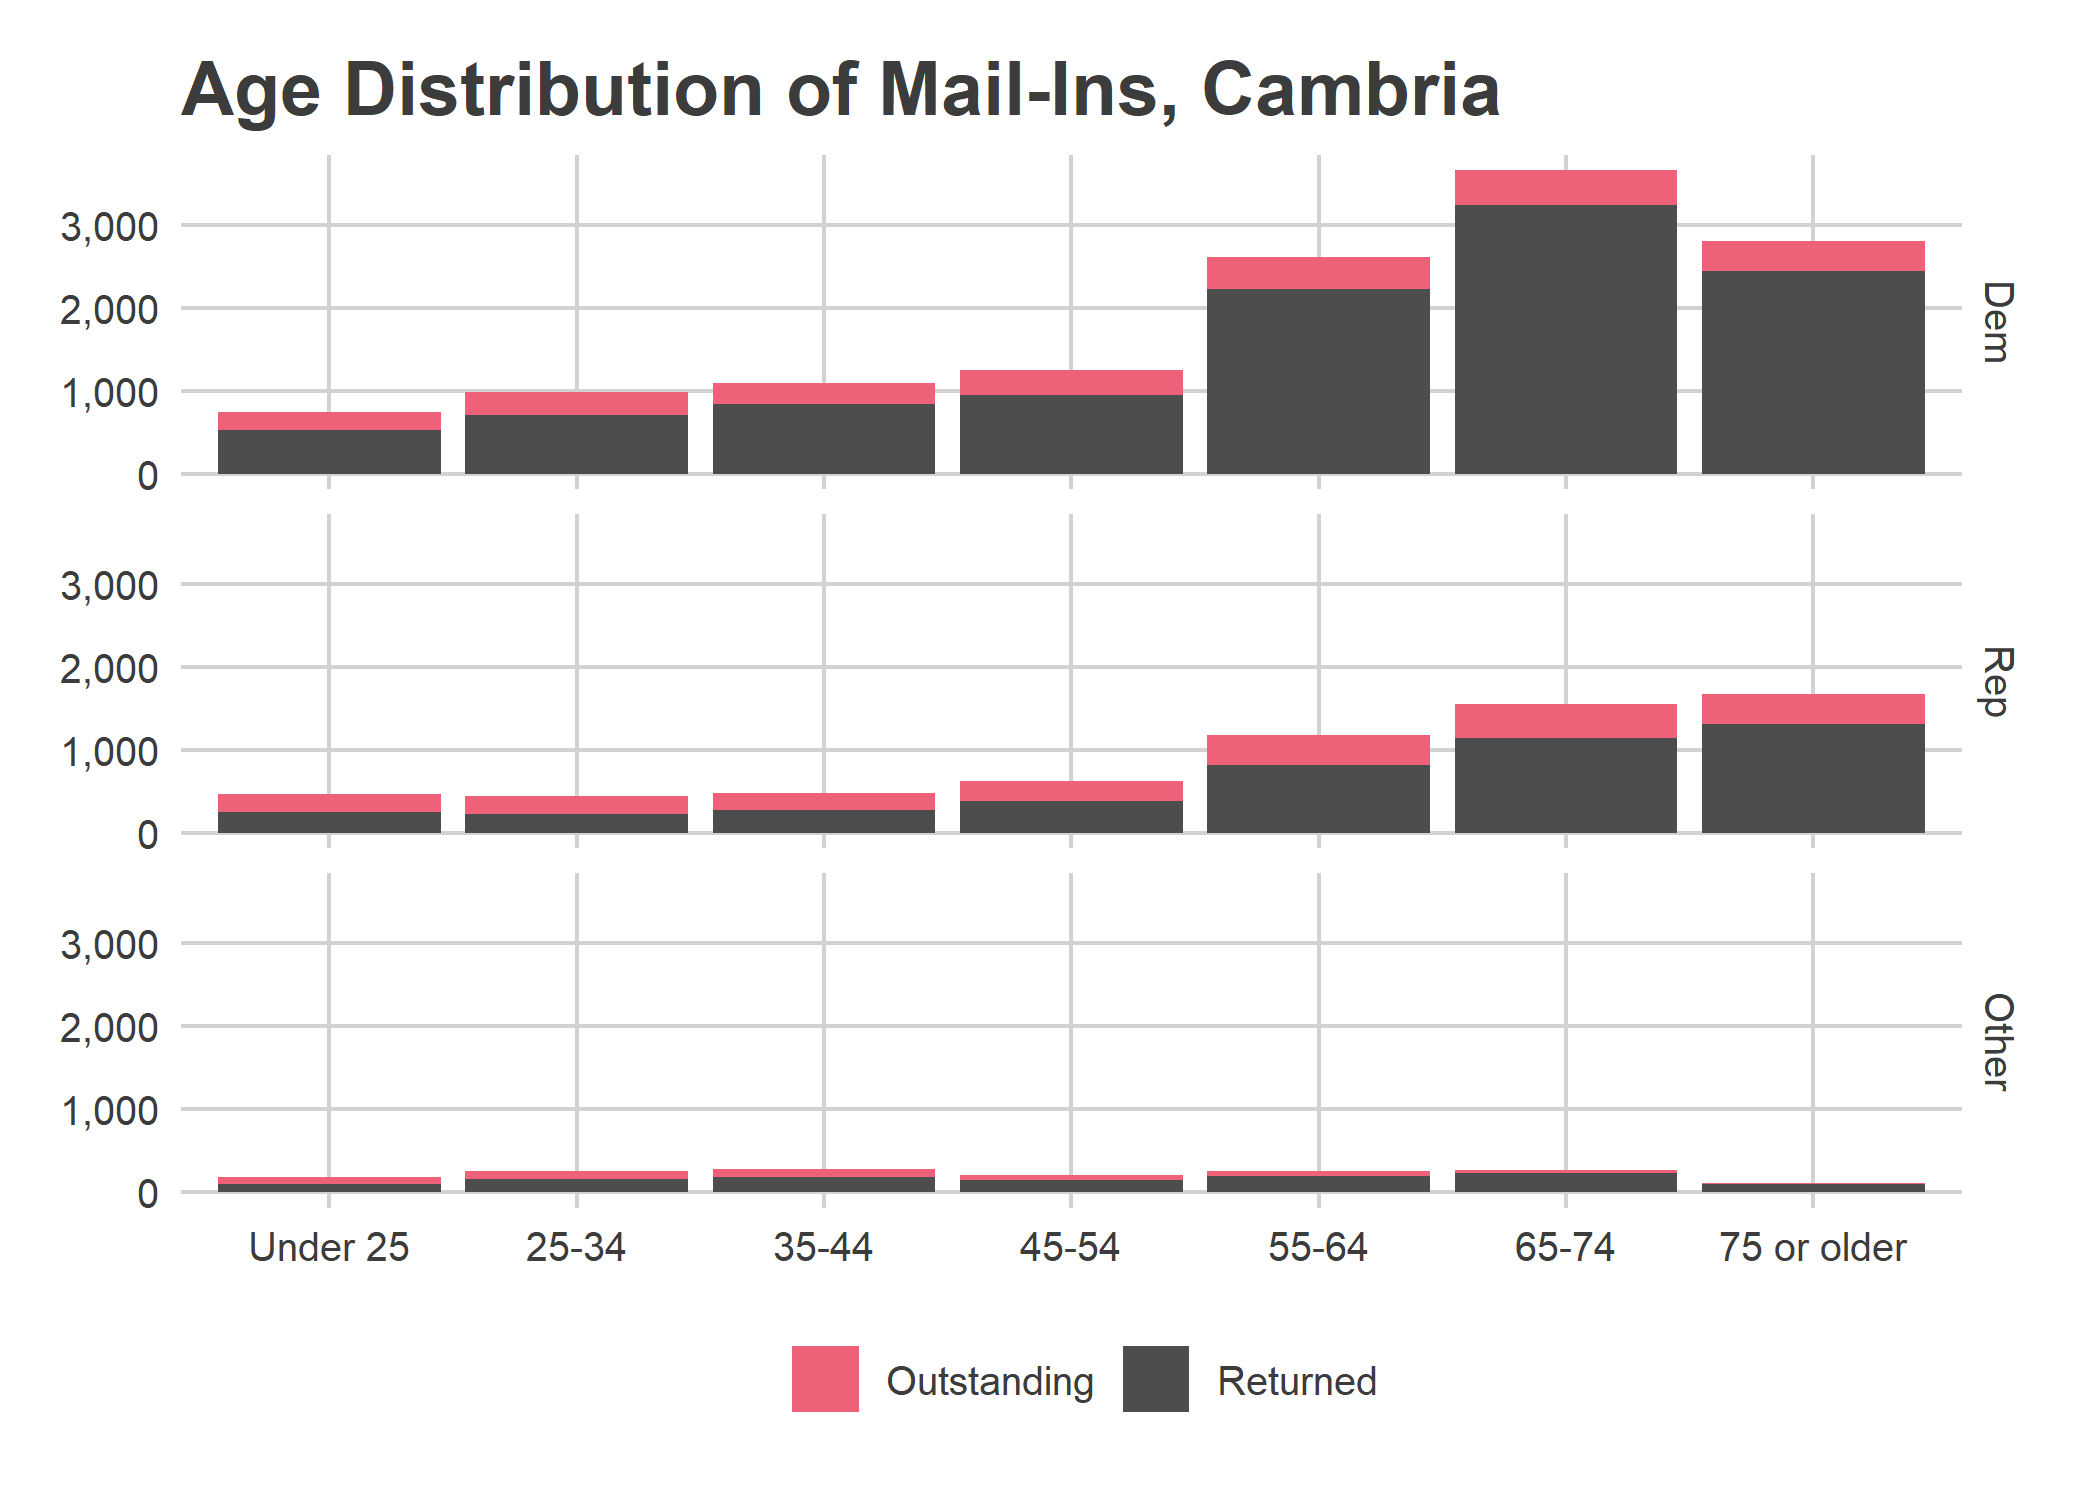 Age Distribution of Mail-Ins, Cambria
3,000
2,000
1,000
0
Dem
3,000
2,000
1,000
0
Rep
3,000
2,000
1,000
0
Other
Under 25 25-34 35-44 45-54 55-64 65-74 75 or older
Outstanding Returned